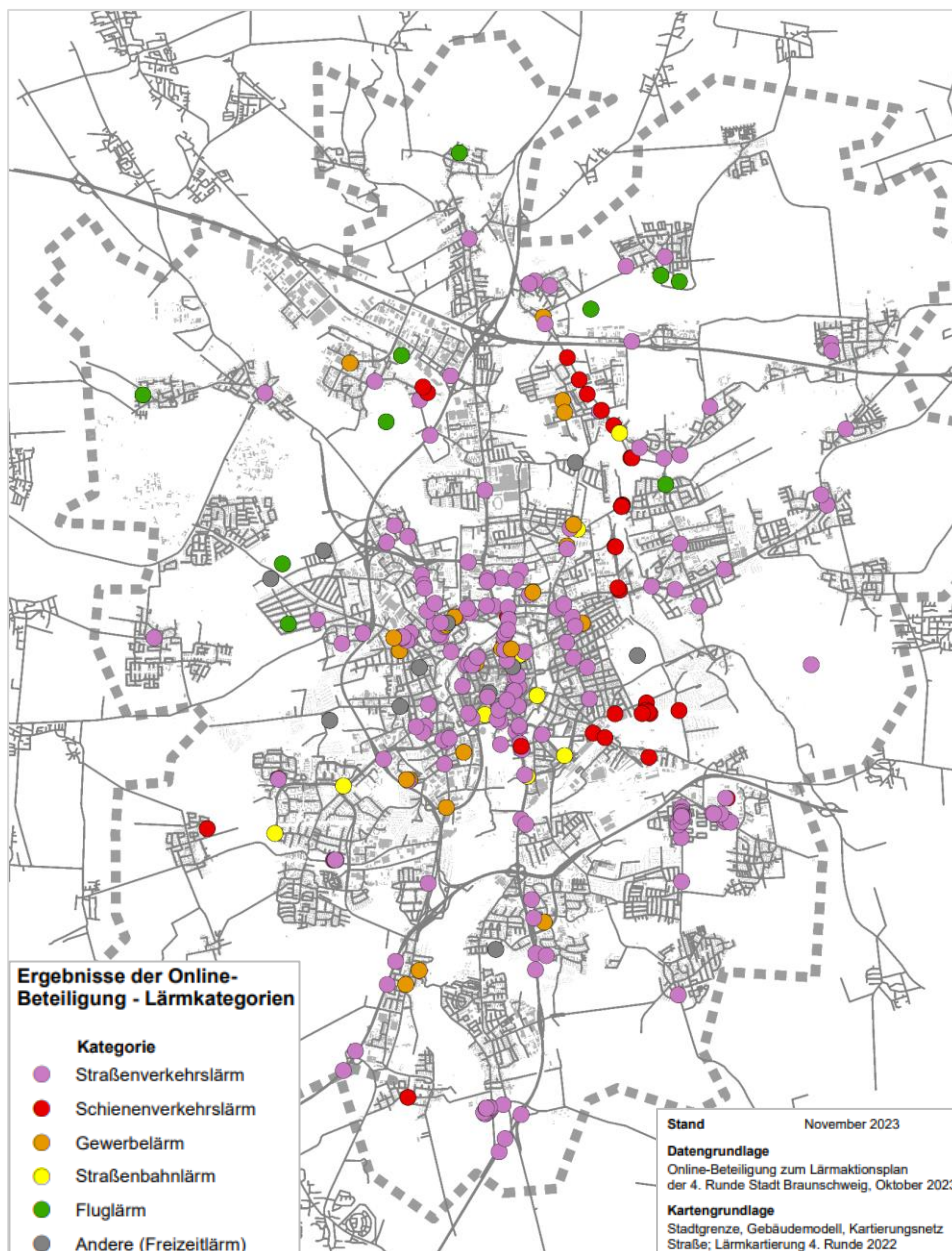 Ergebnisse der Online-
Beteiligung - Lärmkategorien
Kategorie
Straßenverkehrslärm
Schienenverkehrslärm
Gewerbelärm
Straßenbahnlärm
Fluglärm
Andere (Freizeitlärm)
Stand November 2023
Datengrundlage
Online-Beteiligung zum Lärmaktionsplan
der 4. Runde Stadt Braunschweig, Oktober 2023
Kartengrundlage
Stadtgrenze, Gebäudemodell, Kartierungsnetz
Straße; Lärmkartierung 4. Runde 2022